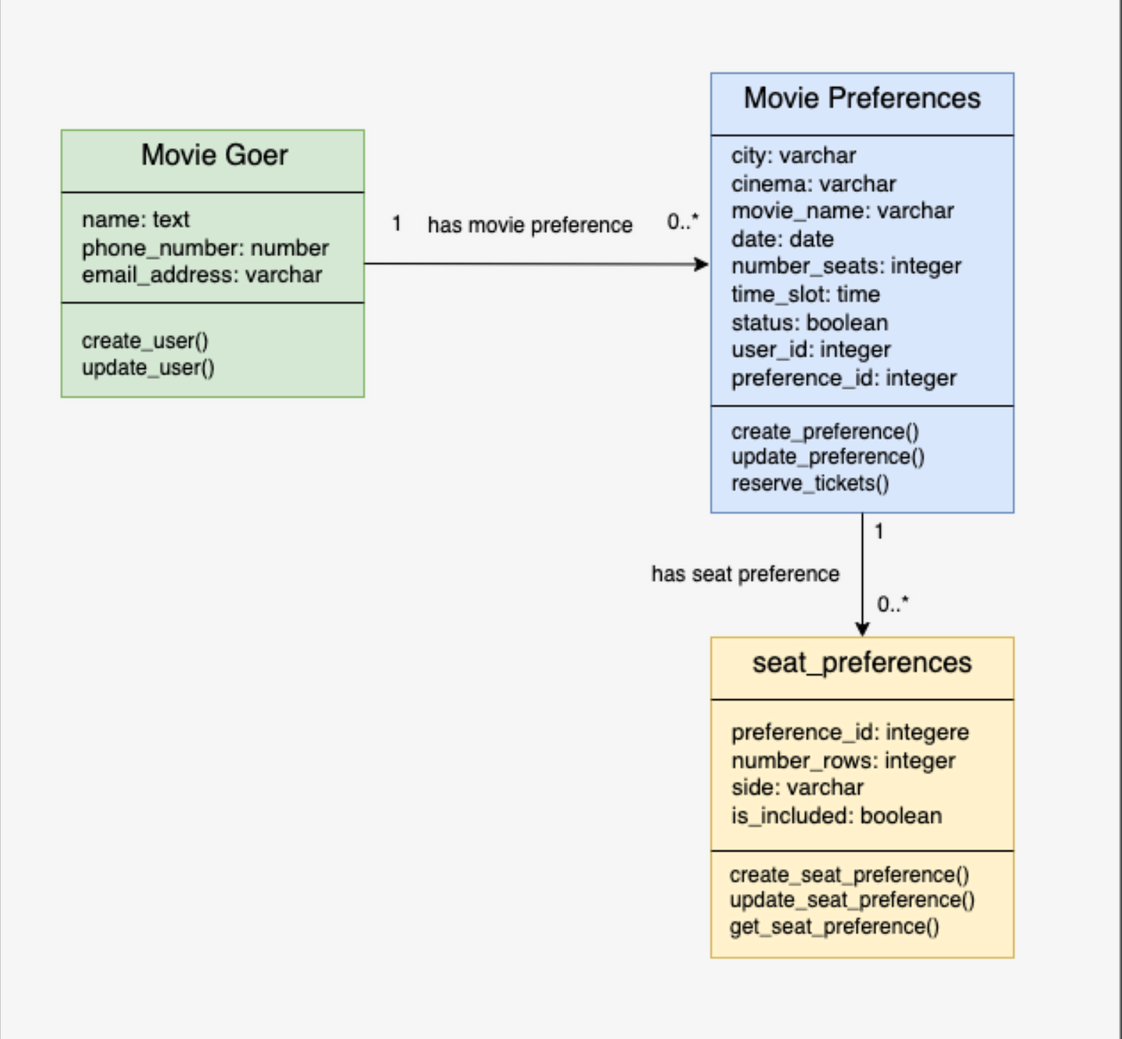 Movie Goer
name: text
phone_number: number
email_address: varchar
create_user()
update_user()
1 has movie preference 0..*
Movie Preferences
city: varchar
cinema: varchar
movie_name: varchar
date: date
number_seats: integer
time_slot: time
status: boolean
user_id: integer
preference_id: integer
create_preference()
update_preference()
reserve_tickets()
1
has seat preference
0..*
seat_preferences
preference_id: integere
number_rows: integer
side: varchar
is_included: boolean
create_seat_preference()
update_seat_preference()
get_seat_preference()